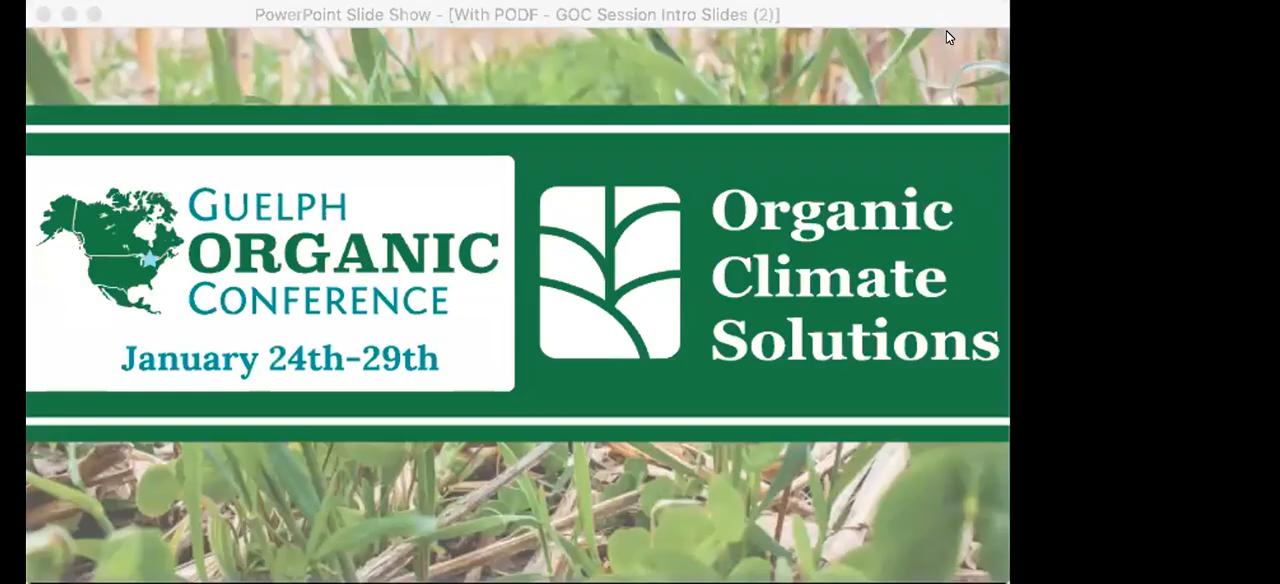 PowerPoint Slide Show - [With PODF - GOC Session Intro Slides (2)]
GUELPH
ORGANIC
CONFERENCE
January 24th-29th
Organic
Climate
Solutions